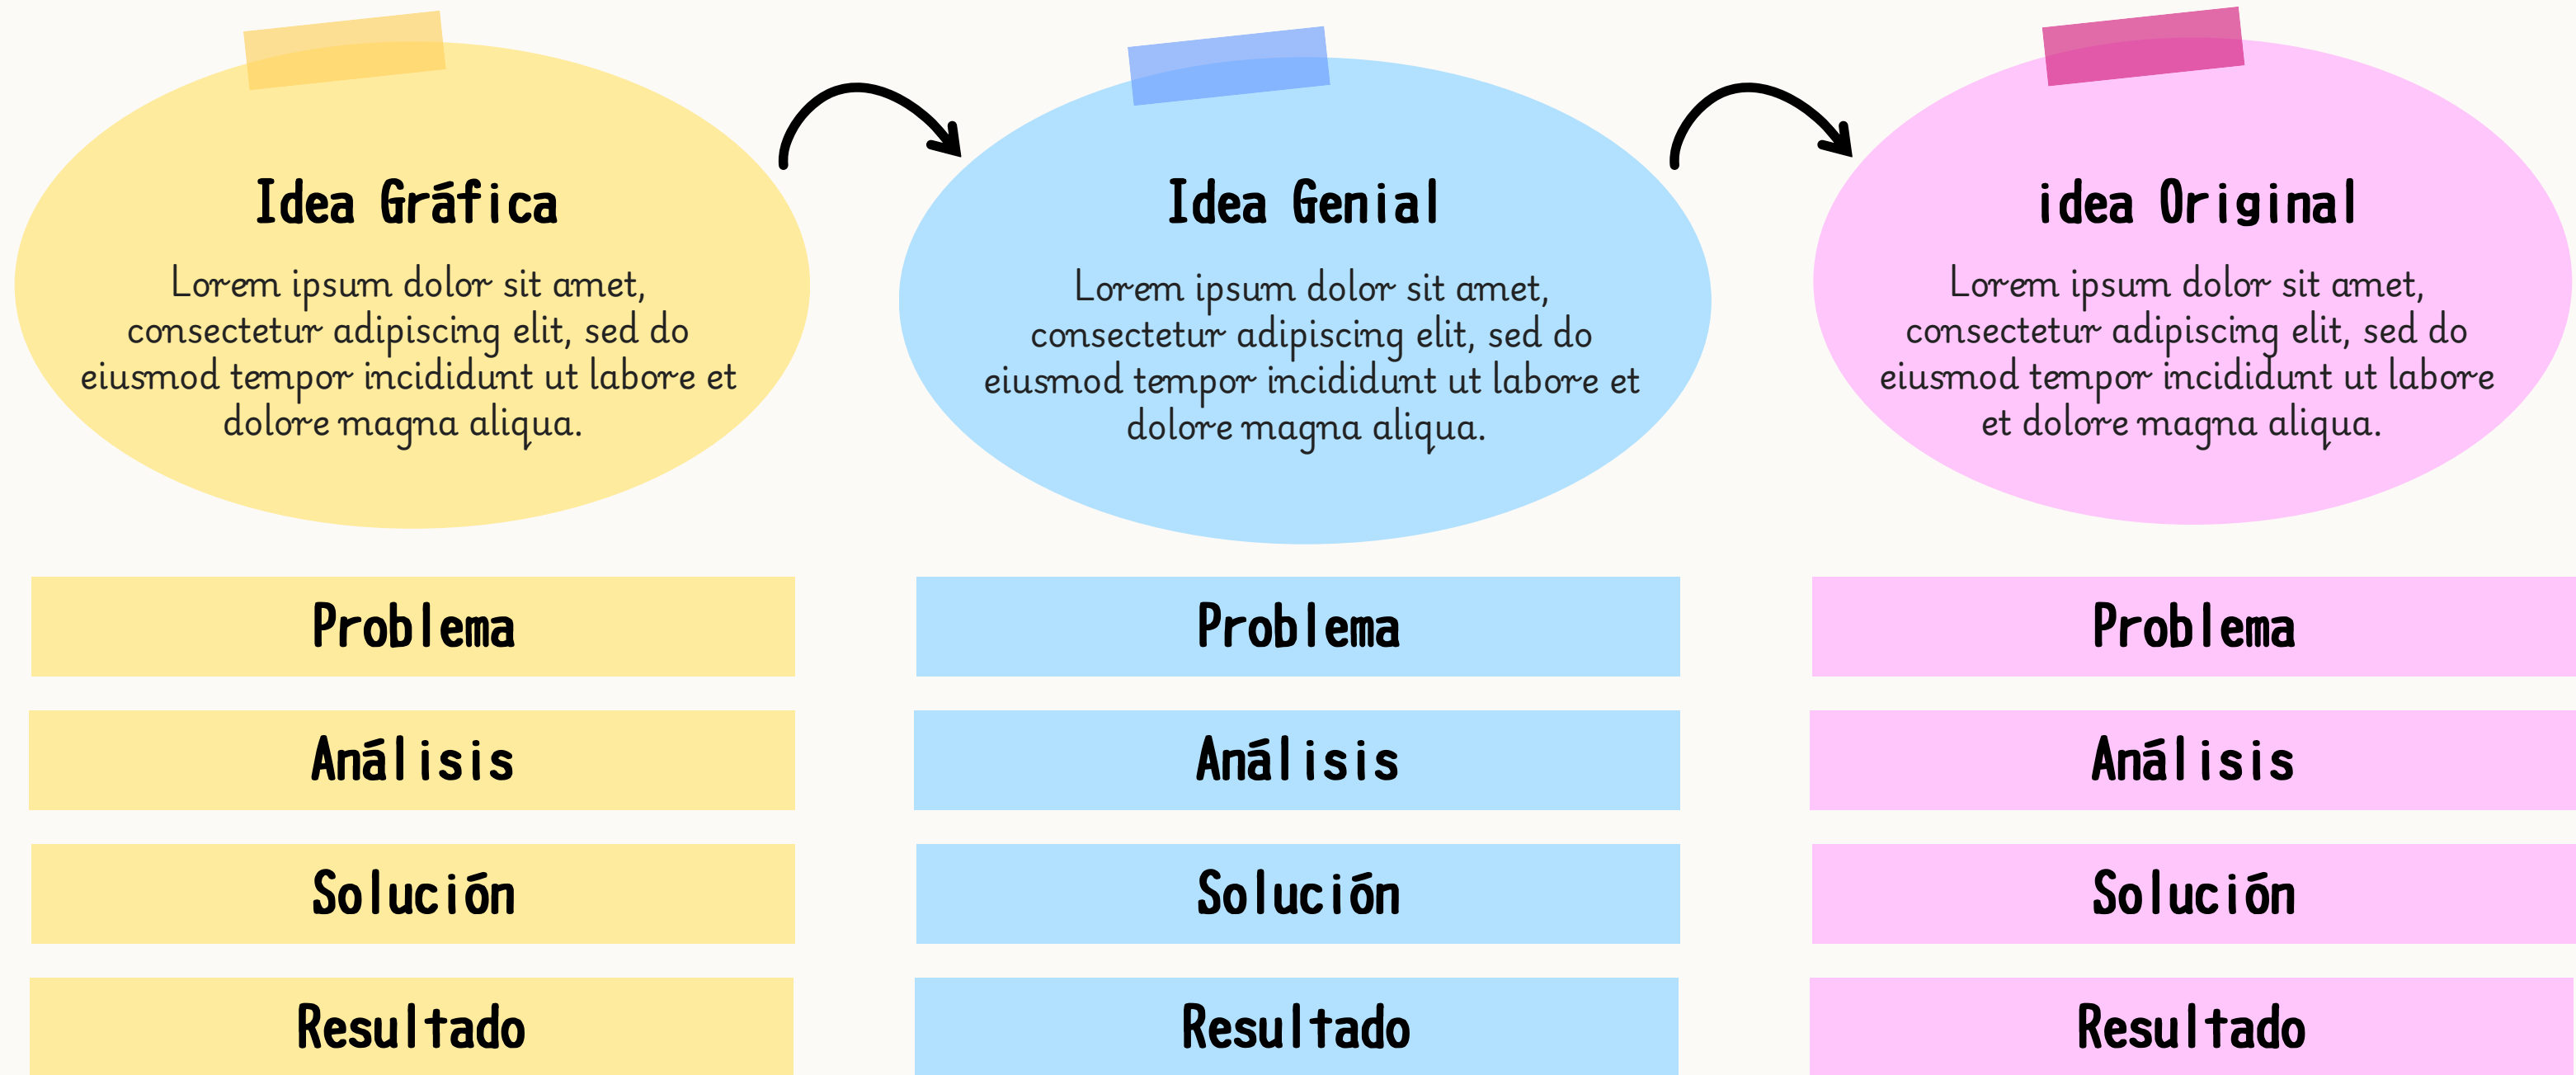 Idea Gráfica
Lorem ipsum dolor sit amet,
consectetur adipiscing elit, sed do
eiusmod tempor incididunt ut labore et
dolore magna aliqua.
Idea Genial
Lorem ipsum dolor sit amet,
consectetur adipiscing elit, sed do
eiusmod tempor incididunt ut labore et
dolore magna aliqua.
idea Original
Lorem ipsum dolor sit amet,
consectetur adipiscing elit, sed do
eiusmod tempor incididunt ut labore
et dolore magna aliqua.
Problema
Análisis
Solución
Resultado
Problema
Análisis
Solución
Resultado
Problema
Análisis
Solución
Resultado